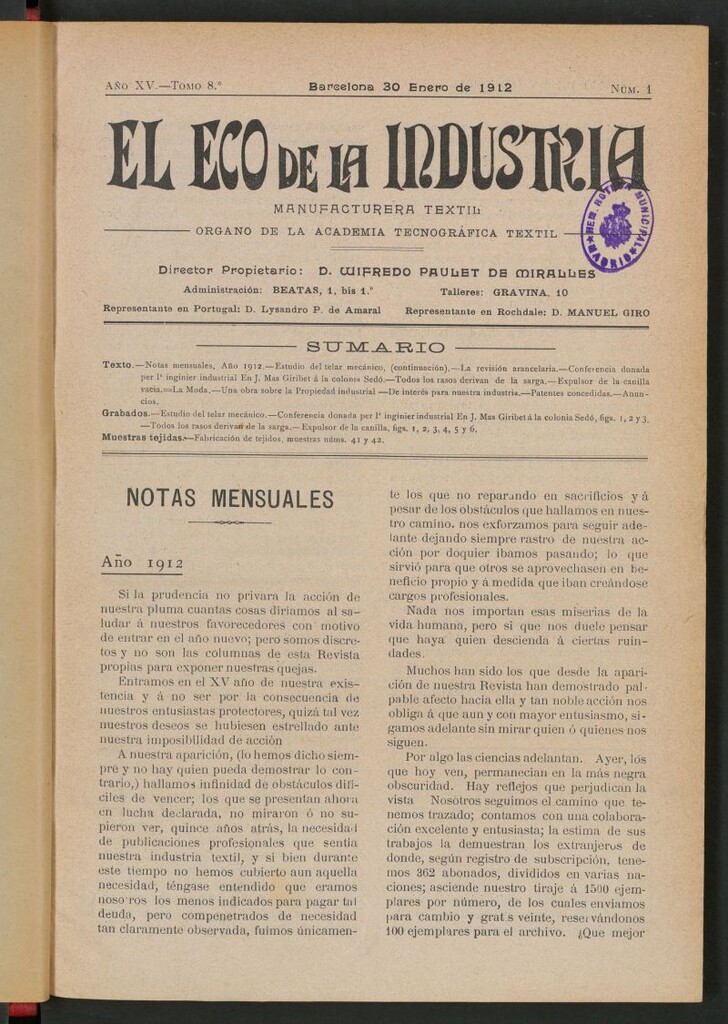 Año XV.—Tomo 8.º Barcelona 30 Enero de 1912 Núm. 1
EL ECO DE LA INDUSTRIA
MANUFACTURERA TEXTIL
ORGANO DE LA ACADEMIA TECNOGRÁFICA TEXTIL
HEM. ROTECA MUNICIPAL
MADRID
Director Propietario: D. WIFREDO PAULET DE MIRALLES
Administración: BEATAS, 1, bis 1.º Talleres: GRAVINA, 10
Representante en Portugal: D. Lysandro P. de Amaral Representante en Rochdale: D. MANUEL GIRO
SUMARIO
Texto.—Notas mensuales, Año 1912.—Estudio del telar mecánico, (continuación).—La revisión arancelaria.—Conferencia donada
per l' inginier industrial En J. Mas Giribet á la colonia Sedó.—Todos los rasos derivan de la sarga.—Expulsor de la canilla
vacia.—La Moda.—Una obra sobre la Propiedad industrial —De interés para nuestra industria.—Patentes concedidas.—Anun-
cios.
Grabados.—Estudio del telar mecánico.—Conferencia donada per l' inginier industrial En J. Mas Giribet á la colonia Sedó, figs. 1, 2 y 3.
—Todos los rasos derivan de la sarga.— Expulsor de la canilla, figs. 1, 2, 3, 4, 5 y 6.
Muestras tejidas.—Fabricación de tejidos, muestras núms. 41 y 42.
NOTAS MENSUALES
Año 1912
Si la prudencia no privara la acción de
nuestra pluma cuantas cosas diriamos al sa-
ludar á nuestros favorecedores con motivo
de entrar en el año nuevo; pero somos discre-
tos y no son las columnas de esta Revista
propias para exponer nuestras quejas.
Entramos en el XV año de nuestra exis-
tencia y á no ser por la consecuencia de
nuestros entusiastas protectores, quizá tal vez
nuestros deseos se hubiesen estrellado ante
nuestra imposibilidad de acción
A nuestra aparición, (lo hemos dicho siem-
pre y no hay quien pueda demostrar lo con-
trario,) hallamos infinidad de obstáculos difi-
ciles de vencer; los que se presentan ahora
en lucha declarada, no miraron ó no su-
pieron ver, quince años atrás, la necesidad
de publicaciones profesionales que sentia
nuestra industria textil, y si bien durante
este tiempo no hemos cubierto aun aquella
necesidad, téngase entendido que eramos
nosotros los menos indicados para pagar tal
deuda, pero compenetrados de necesidad
tan claramente observada, fuimos únicamen-
te los que no reparando en sacrificios y á
pesar de los obstáculos que hallamos en nues-
tro camino. nos exforzamos para seguir ade-
lante dejando siempre rastro de nuestra ac-
ción por doquier ibamos pasando; lo que
sirvió para que otros se aprovechasen en be-
neficio propio y á medida que iban creándose
cargos profesionales.
Nada nos importan esas miserias de la
vida humana, pero si que nos duele pensar
que haya quien descienda á ciertas ruin-
dades.
Muchos han sido los que desde la apari-
ción de nuestra Revista han demostrado pal-
pable afecto hacia ella y tan noble acción nos
obliga á que aun y con mayor entusiasmo, si-
gamos adelante sin mirar quien ó quienes nos
siguen.
Por algo las ciencias adelantan. Ayer, lós
que hoy ven, permanecian en la más negra
obscuridad. Hay reflejos que perjudican la
vista Nosotros seguimos el camino que te-
nemos trazado; contamos con una colabora-
ción excelente y entusiasta; la estima de sus
trabajos la demuestran los extranjeros de
donde, según registro de subscripción, tene-
mos 362 abonados, divididos en varias na-
ciones; asciende nuestro tiraje á 1500 ejem-
plares por número, de los cuales enviamos
para cambio y gratis veinte, reservándonos
100 ejemplares para el archivo. ¿Que mejor